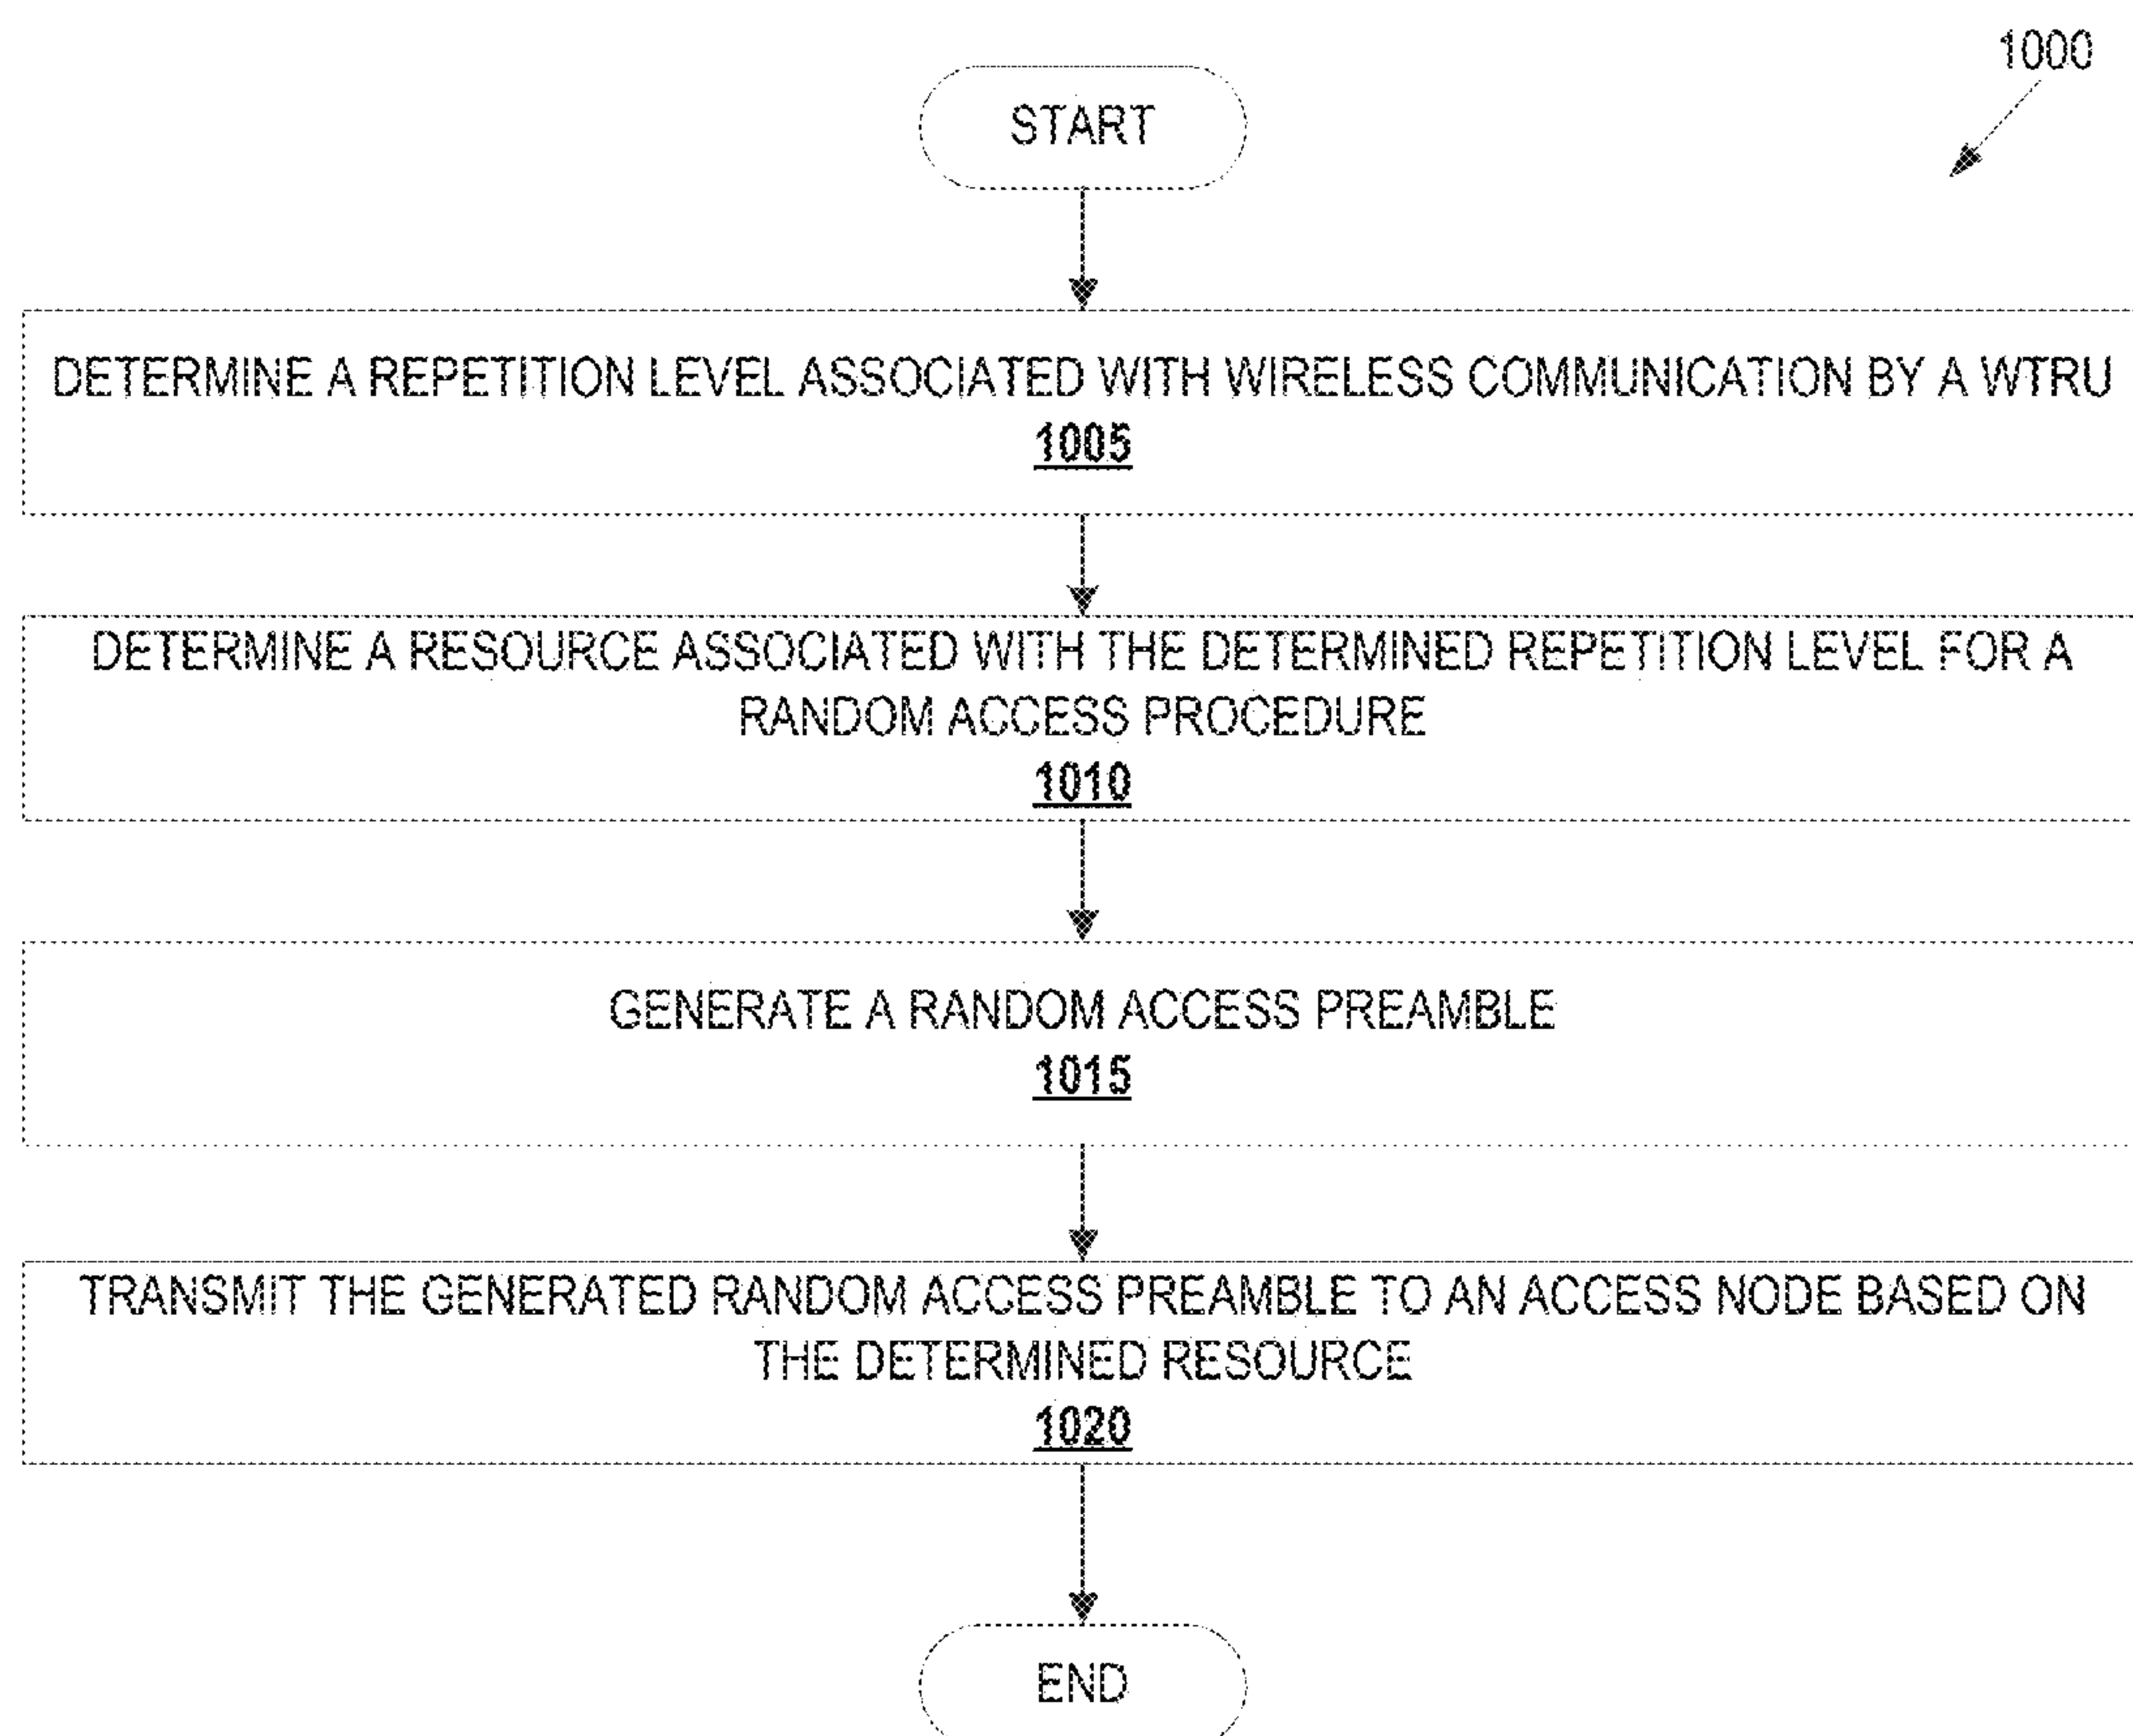 1000
START
DETERMINE A REPETITION LEVEL ASSOCIATED WITH WIRELESS COMMUNICATION BY A WTRU
1005
DETERMINE A RESOURCE ASSOCIATED WITH THE DETERMINED REPETITION LEVEL FOR A
RANDOM ACCESS PROCEDURE
1010
GENERATE A RANDOM ACCESS PREAMBLE
1015
TRANSMIT THE GENERATED RANDOM ACCESS PREAMBLE TO AN ACCESS NODE BASED ON
THE DETERMINED RESOURCE
1020
END